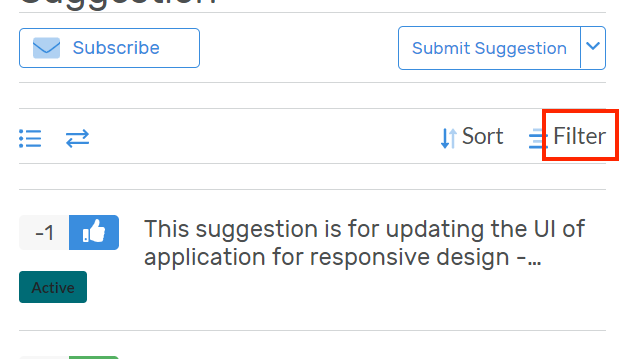 Suggestion
Subscribe
Submit Suggestion
Sort
Filter
-1
This suggestion is for updating the UI of
application for responsive design -...
Active